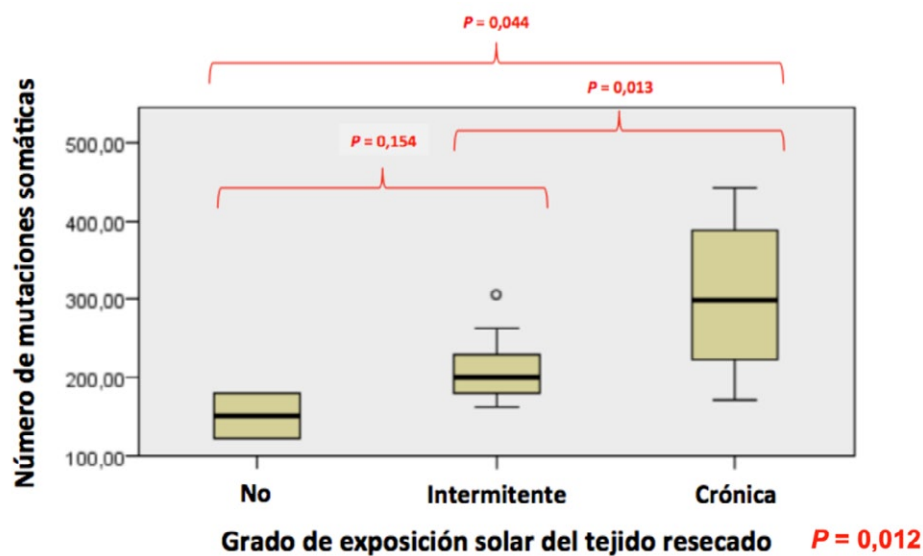 P = 0,044
P = 0,013
P = 0,154
Número de mutaciones somáticas
500,00
400,00
300,00
200,00
100,00
No Intermitente Crónica
Grado de exposición solar del tejido resecado P = 0,012